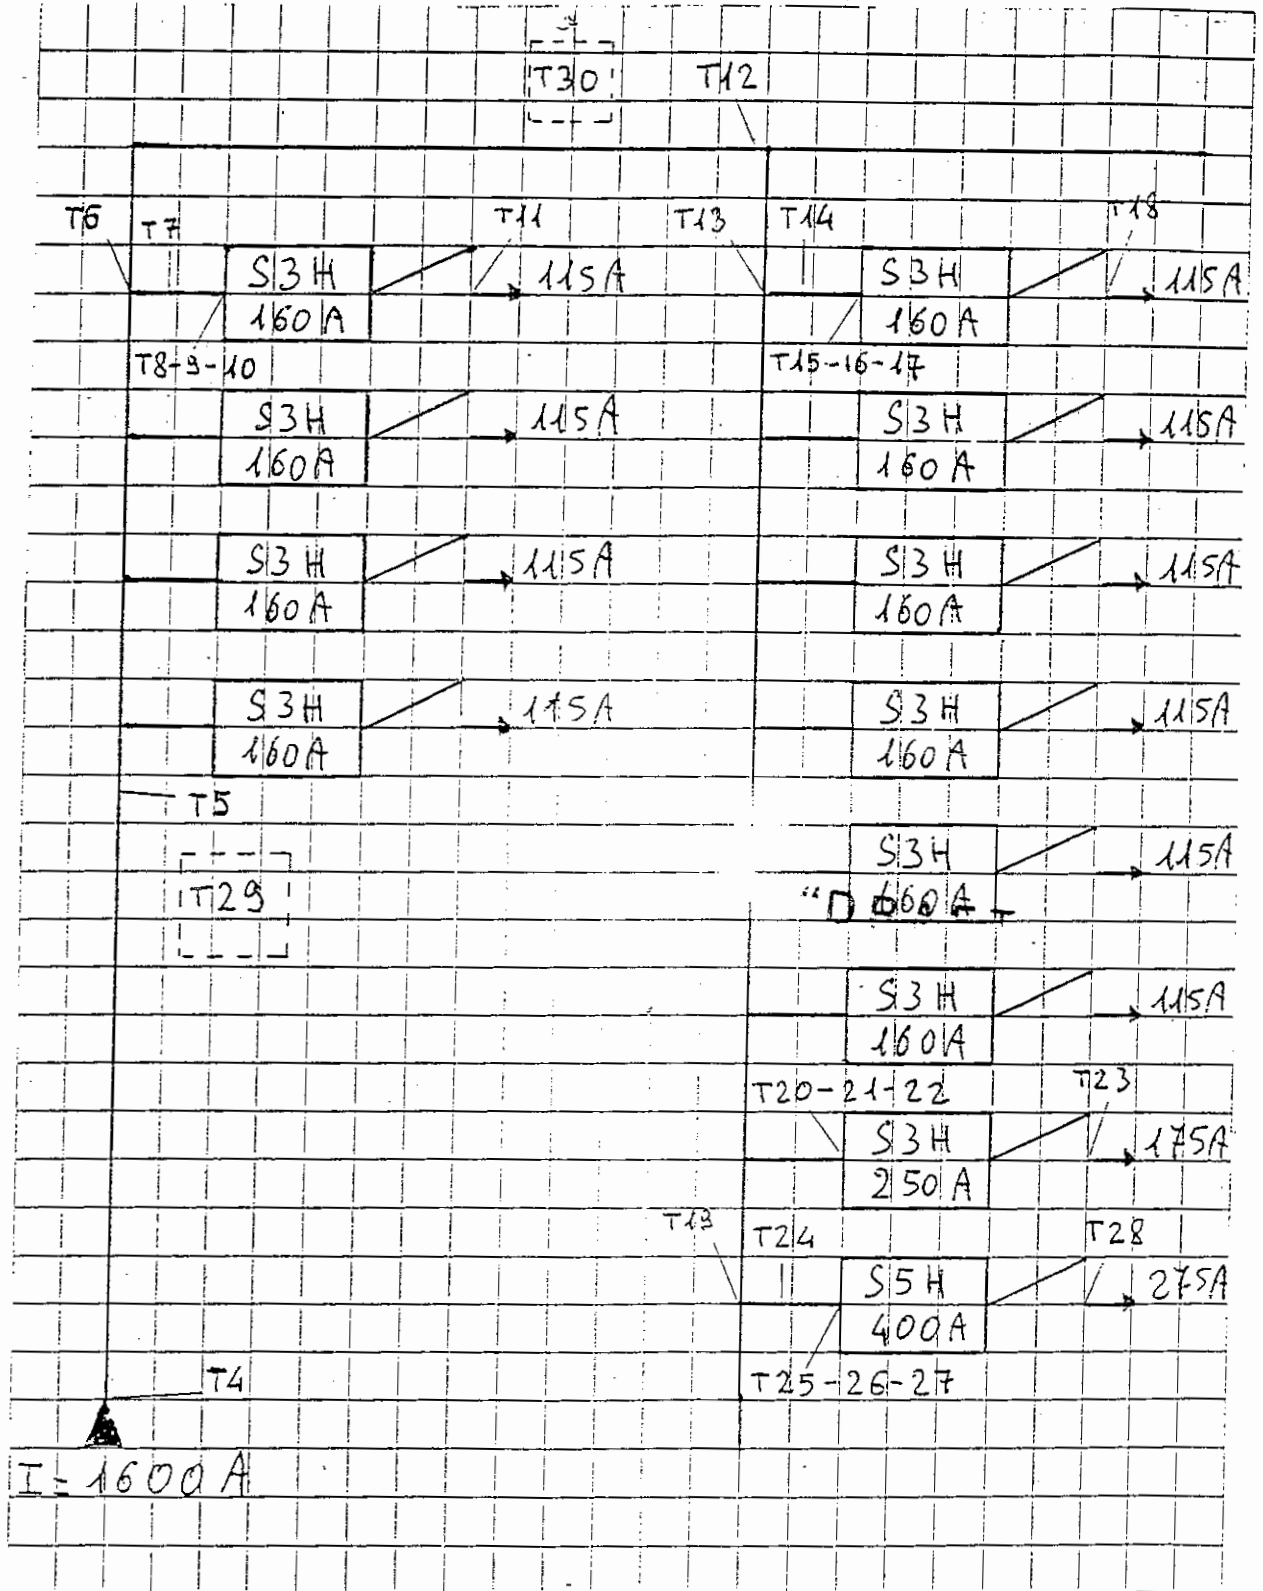 T30
T12
T6
T7
T11
T13
T14
T18
S3H
160A
115A
S3H
160A
115A
T8-9-10
T15-16-17
S3H
160A
115A
S3H
160A
115A
S3H
160A
115A
S3H
160A
115A
S3H
160A
115A
S3H
160A
115A
T5
T29
S3H
115A
S3H
160A
115A
T20-21-22
T23
S3H
250A
175A
T19
T24
T28
S5H
400A
275A
T25-26-27
T4
I=1600A